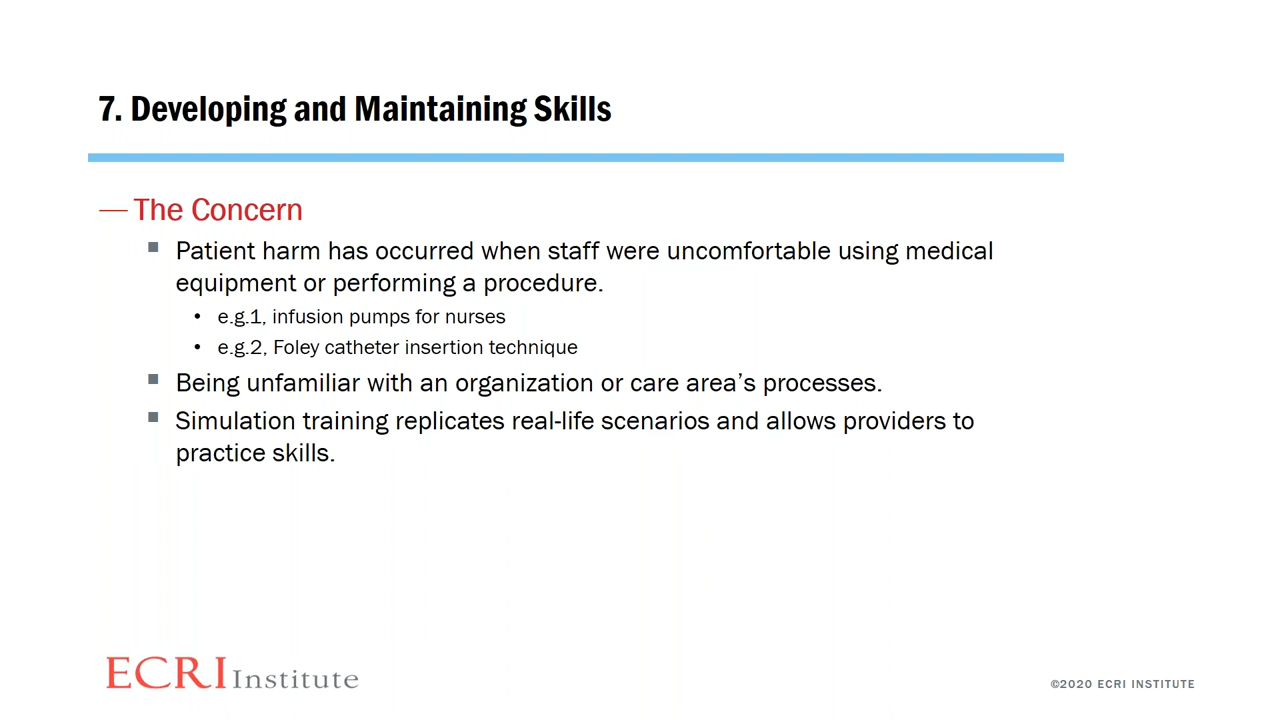 7. Developing and Maintaining Skills
— The Concern
Patient harm has occurred when staff were uncomfortable using medical
equipment or performing a procedure.
• e.g.1, infusion pumps for nurses
• e.g.2, Foley catheter insertion technique
Being unfamiliar with an organization or care area’s processes.
Simulation training replicates real-life scenarios and allows providers to
practice skills.
ECRI Institute
©2020 ECRI INSTITUTE